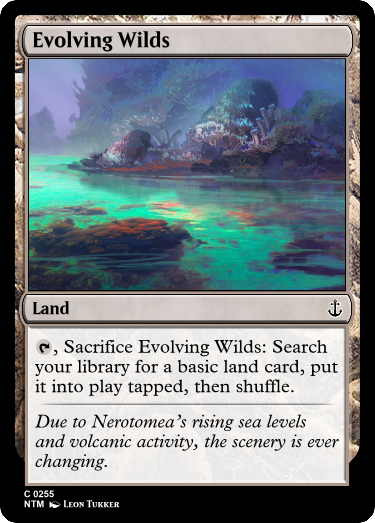 Evolving Wilds
Land
, Sacrifice Evolving Wilds: Search
your library for a basic land card, put
it into play tapped, then shuffle.
Due to Nerotomea's rising sea levels
and volcanic activity, the scenery is ever
changing.
C 0255
NTM Leon Tukker